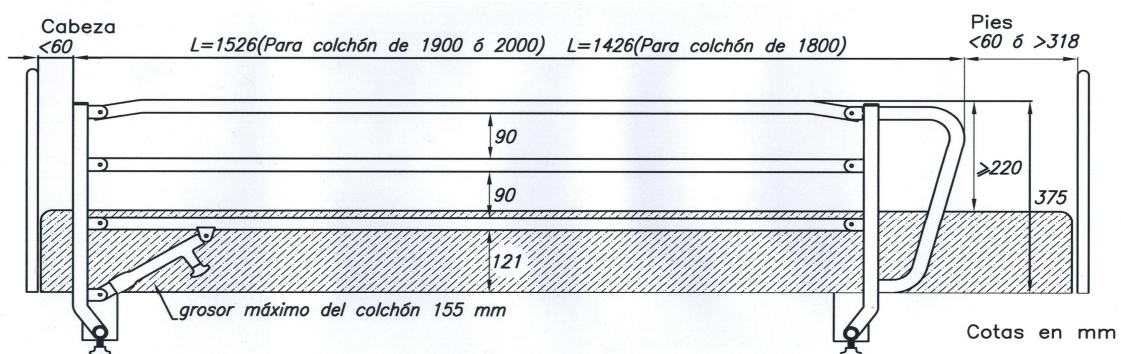 Cabeza
<60
L=1526(Para colchón de 1900 ó 2000)
L=1426(Para colchón de 1800)
Pies
<60 ó >318
90
90
121
⩾220
375
grosor máximo del colchón 155 mm
Cotas en mm